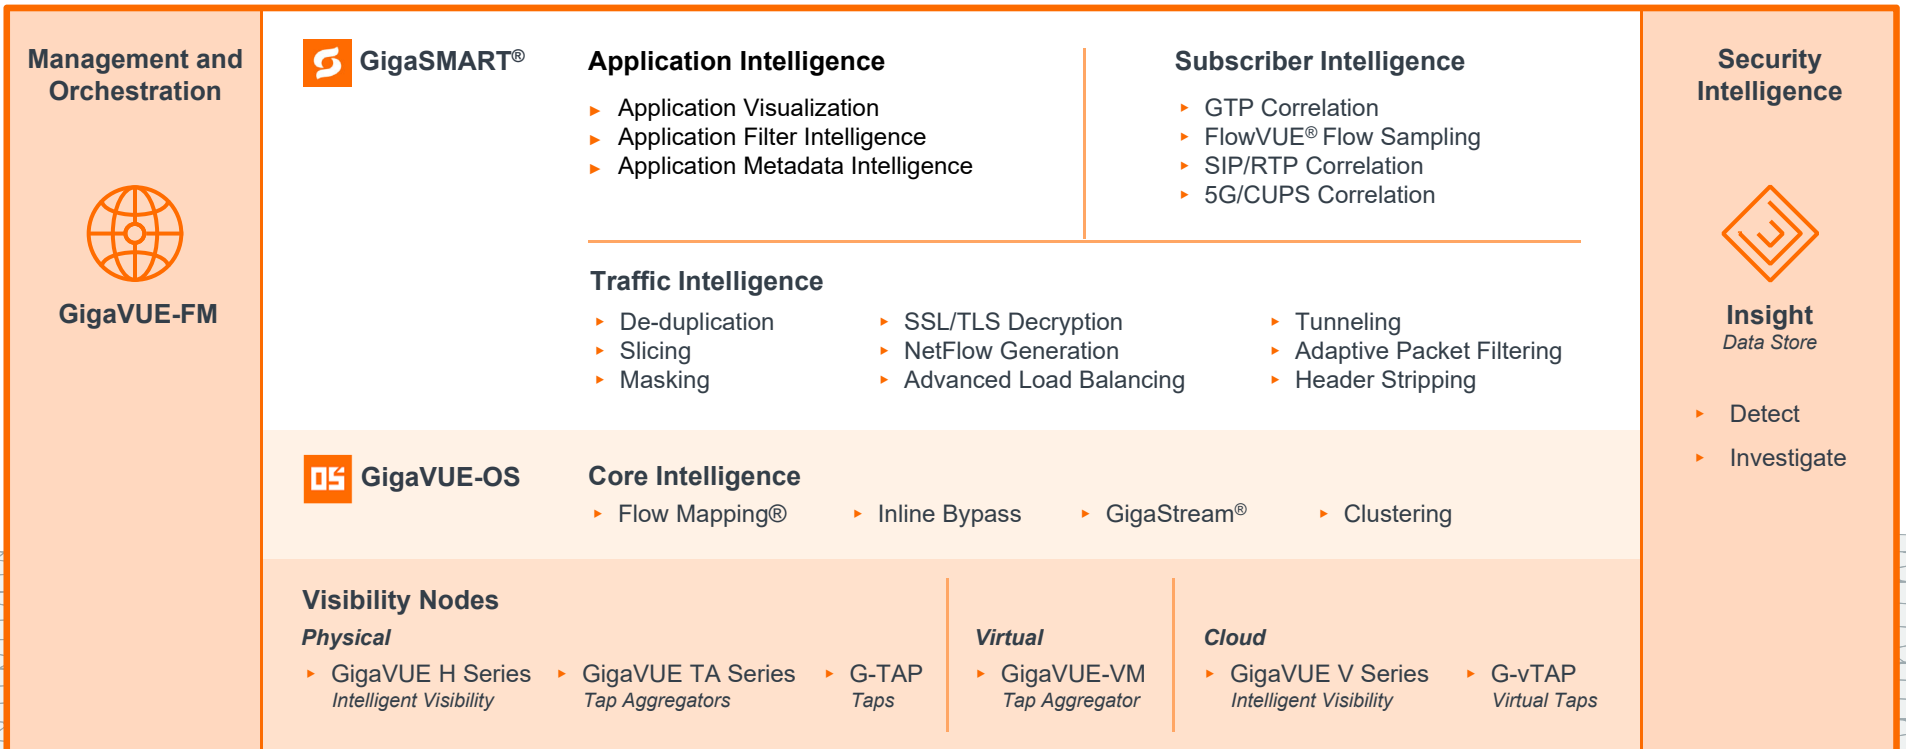 Management and
Orchestration
GigaVUE-FM
GigaSMART®
Application Intelligence
Application Visualization
Application Filter Intelligence
Application Metadata Intelligence
Subscriber Intelligence
GTP Correlation
FlowVUE® Flow Sampling
SIP/RTP Correlation
5G/CUPS Correlation
Traffic Intelligence
De-duplication
Slicing
Masking
SSL/TLS Decryption
NetFlow Generation
Advanced Load Balancing
Tunneling
Adaptive Packet Filtering
Header Stripping
OS GigaVUE-OS
Core Intelligence
Flow Mapping®
Inline Bypass
GigaStream®
Clustering
Visibility Nodes
Physical
GigaVUE H Series
Intelligent Visibility
GigaVUE TA Series
Tap Aggregators
G-TAP
Taps
Virtual
GigaVUE-VM
Tap Aggregator
Cloud
GigaVUE V Series
Intelligent Visibility
G-vTAP
Virtual Taps
Security
Intelligence
Insight
Data Store
Detect
Investigate